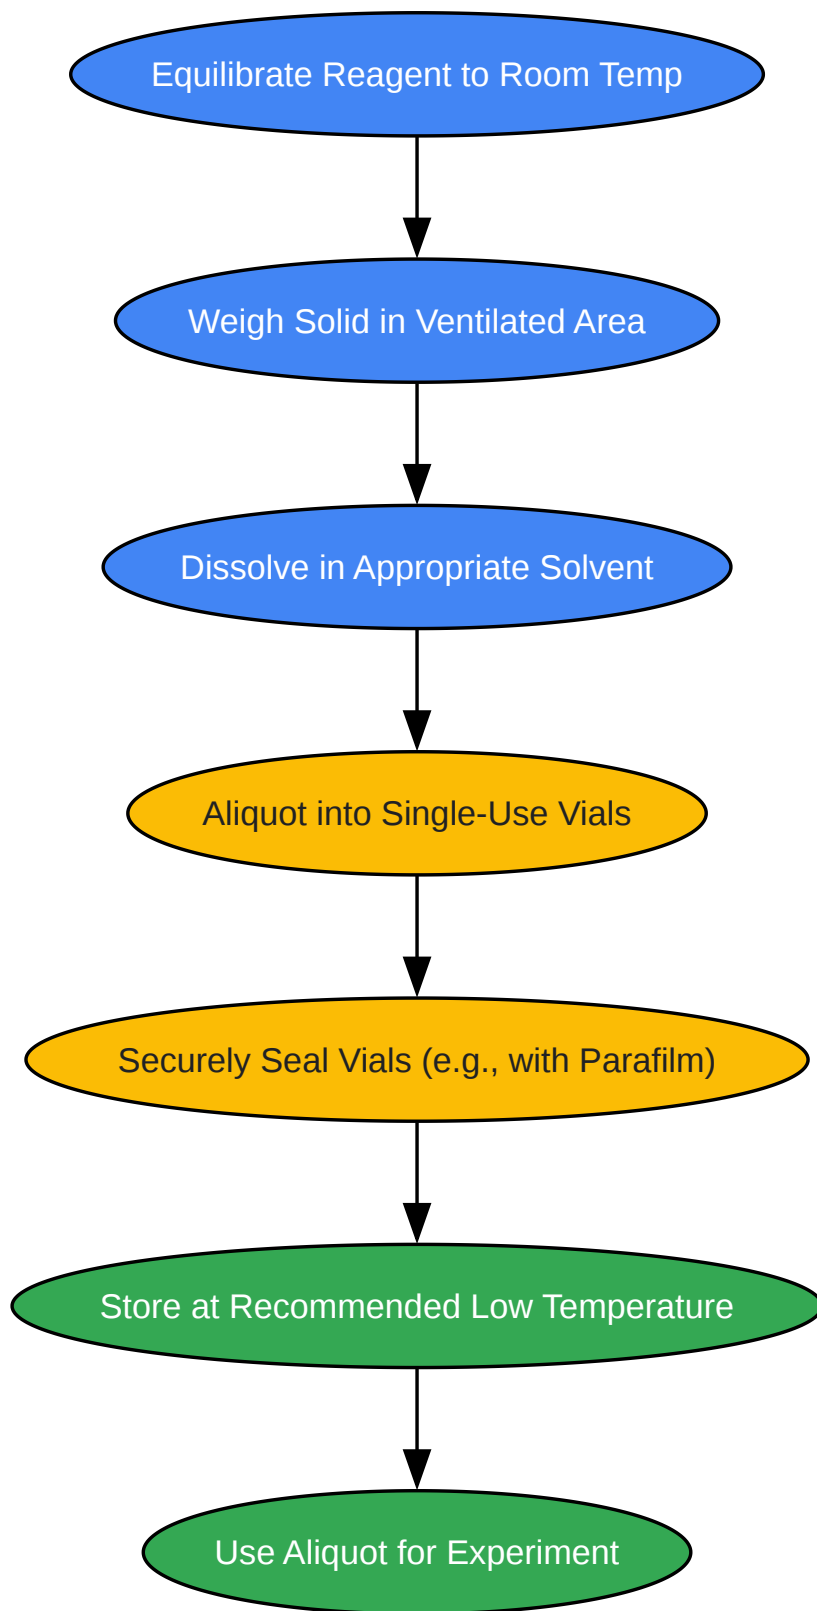 Equilibrate Reagent to Room Temp
Weigh Solid in Ventilated Area
Dissolve in Appropriate Solvent
Aliquot into Single-Use Vials
Securely Seal Vials (e.g., with Parafilm)
Store at Recommended Low Temperature
Use Aliquot for Experiment